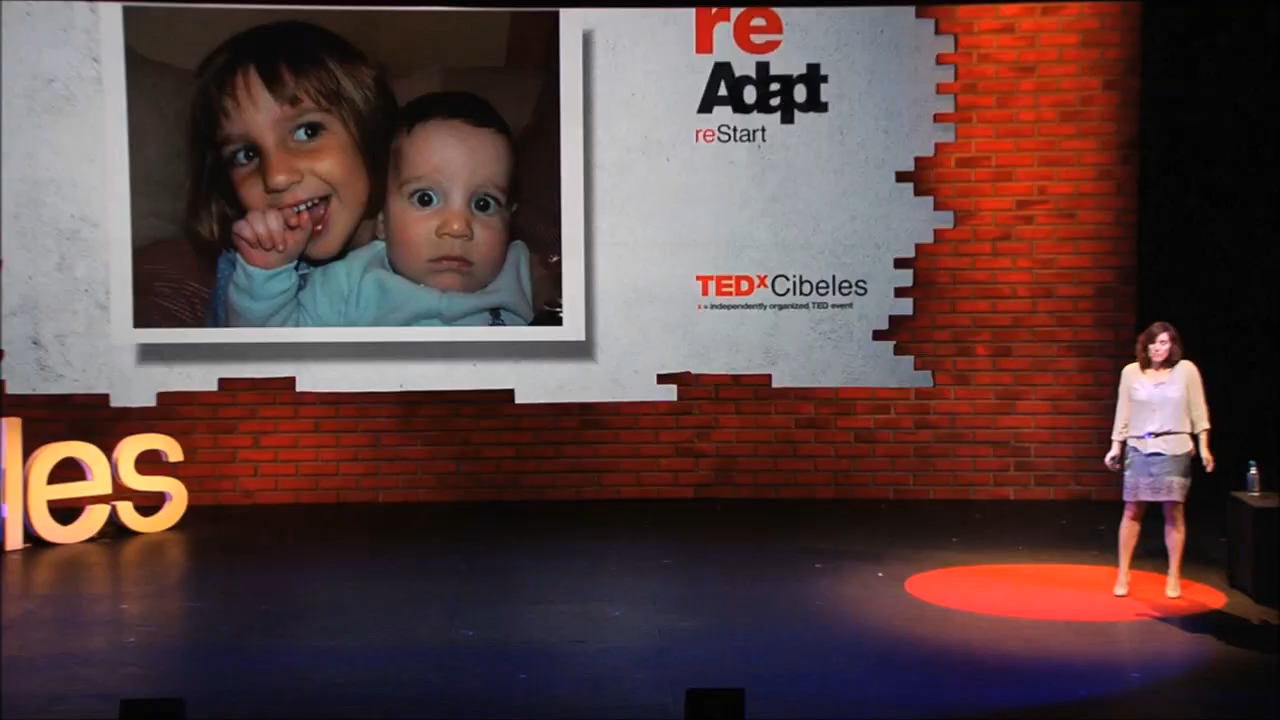 re
Adapt
reStart
TEDxCibeles
x = independently organized TED event
les